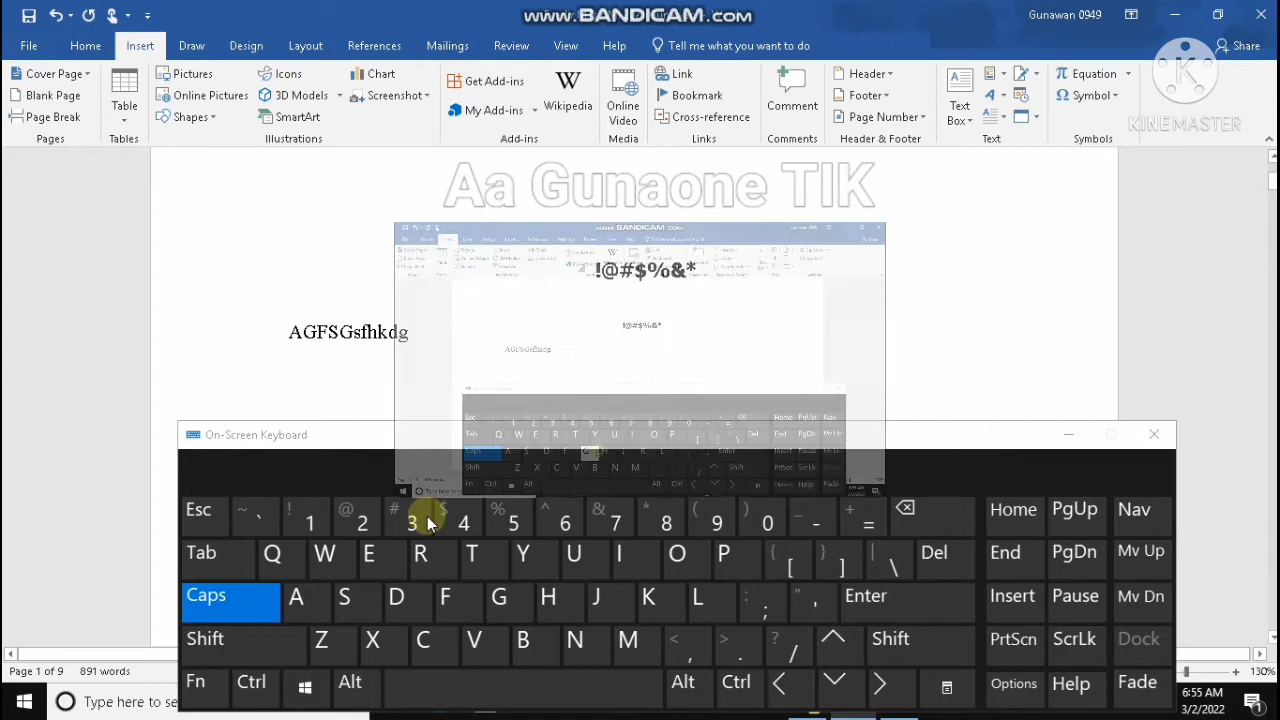 www.BANDICAM.com
Gunawan 0949
File Home Insert Draw Design Layout References Mailings Review View Help Tell me what you want to do Share
Cover Page
Blank Page
Page Break
Pages
Table
Tables
Pictures
Online Pictures
Shapes
Icons
3D Models
SmartArt
Chart
Screenshot
Illustrations
Get Add-ins
My Add-ins
Wikipedia
Add-ins
Online Video
Media
Link
Bookmark
Cross-reference
Links
Comment
Comments
Header
Footer
Page Number
Header & Footer
Text Box
Text
Equation
Symbol
Symbols
KINEMASTER
Aa Gunaone TIK
www.BANDICAM.com
!@#$%&*
!@#$%&*
AGFSGsfhkdg
AGFSGsfhkdg
On-Screen Keyboard
Esc ~ ` ! 1 @ 2 # 3 $ 4 % 5 ^ 6 & 7 * 8 ( 9 ) 0 _ - + = Home PgUp Nav
Tab Q W E R T Y U I O P { [ } ] | \ Del End PgDn Mv Up
Caps A S D F G H J K L : ; " ' Enter Insert Pause Mv Dn
Shift Z X C V B N M < , > . ? / Shift PrtScn ScrLk Dock
Fn Ctrl Alt Alt Ctrl Options Help Fade
Page 1 of 9 891 words
130%
Type here to se
6:55 AM
3/2/2022